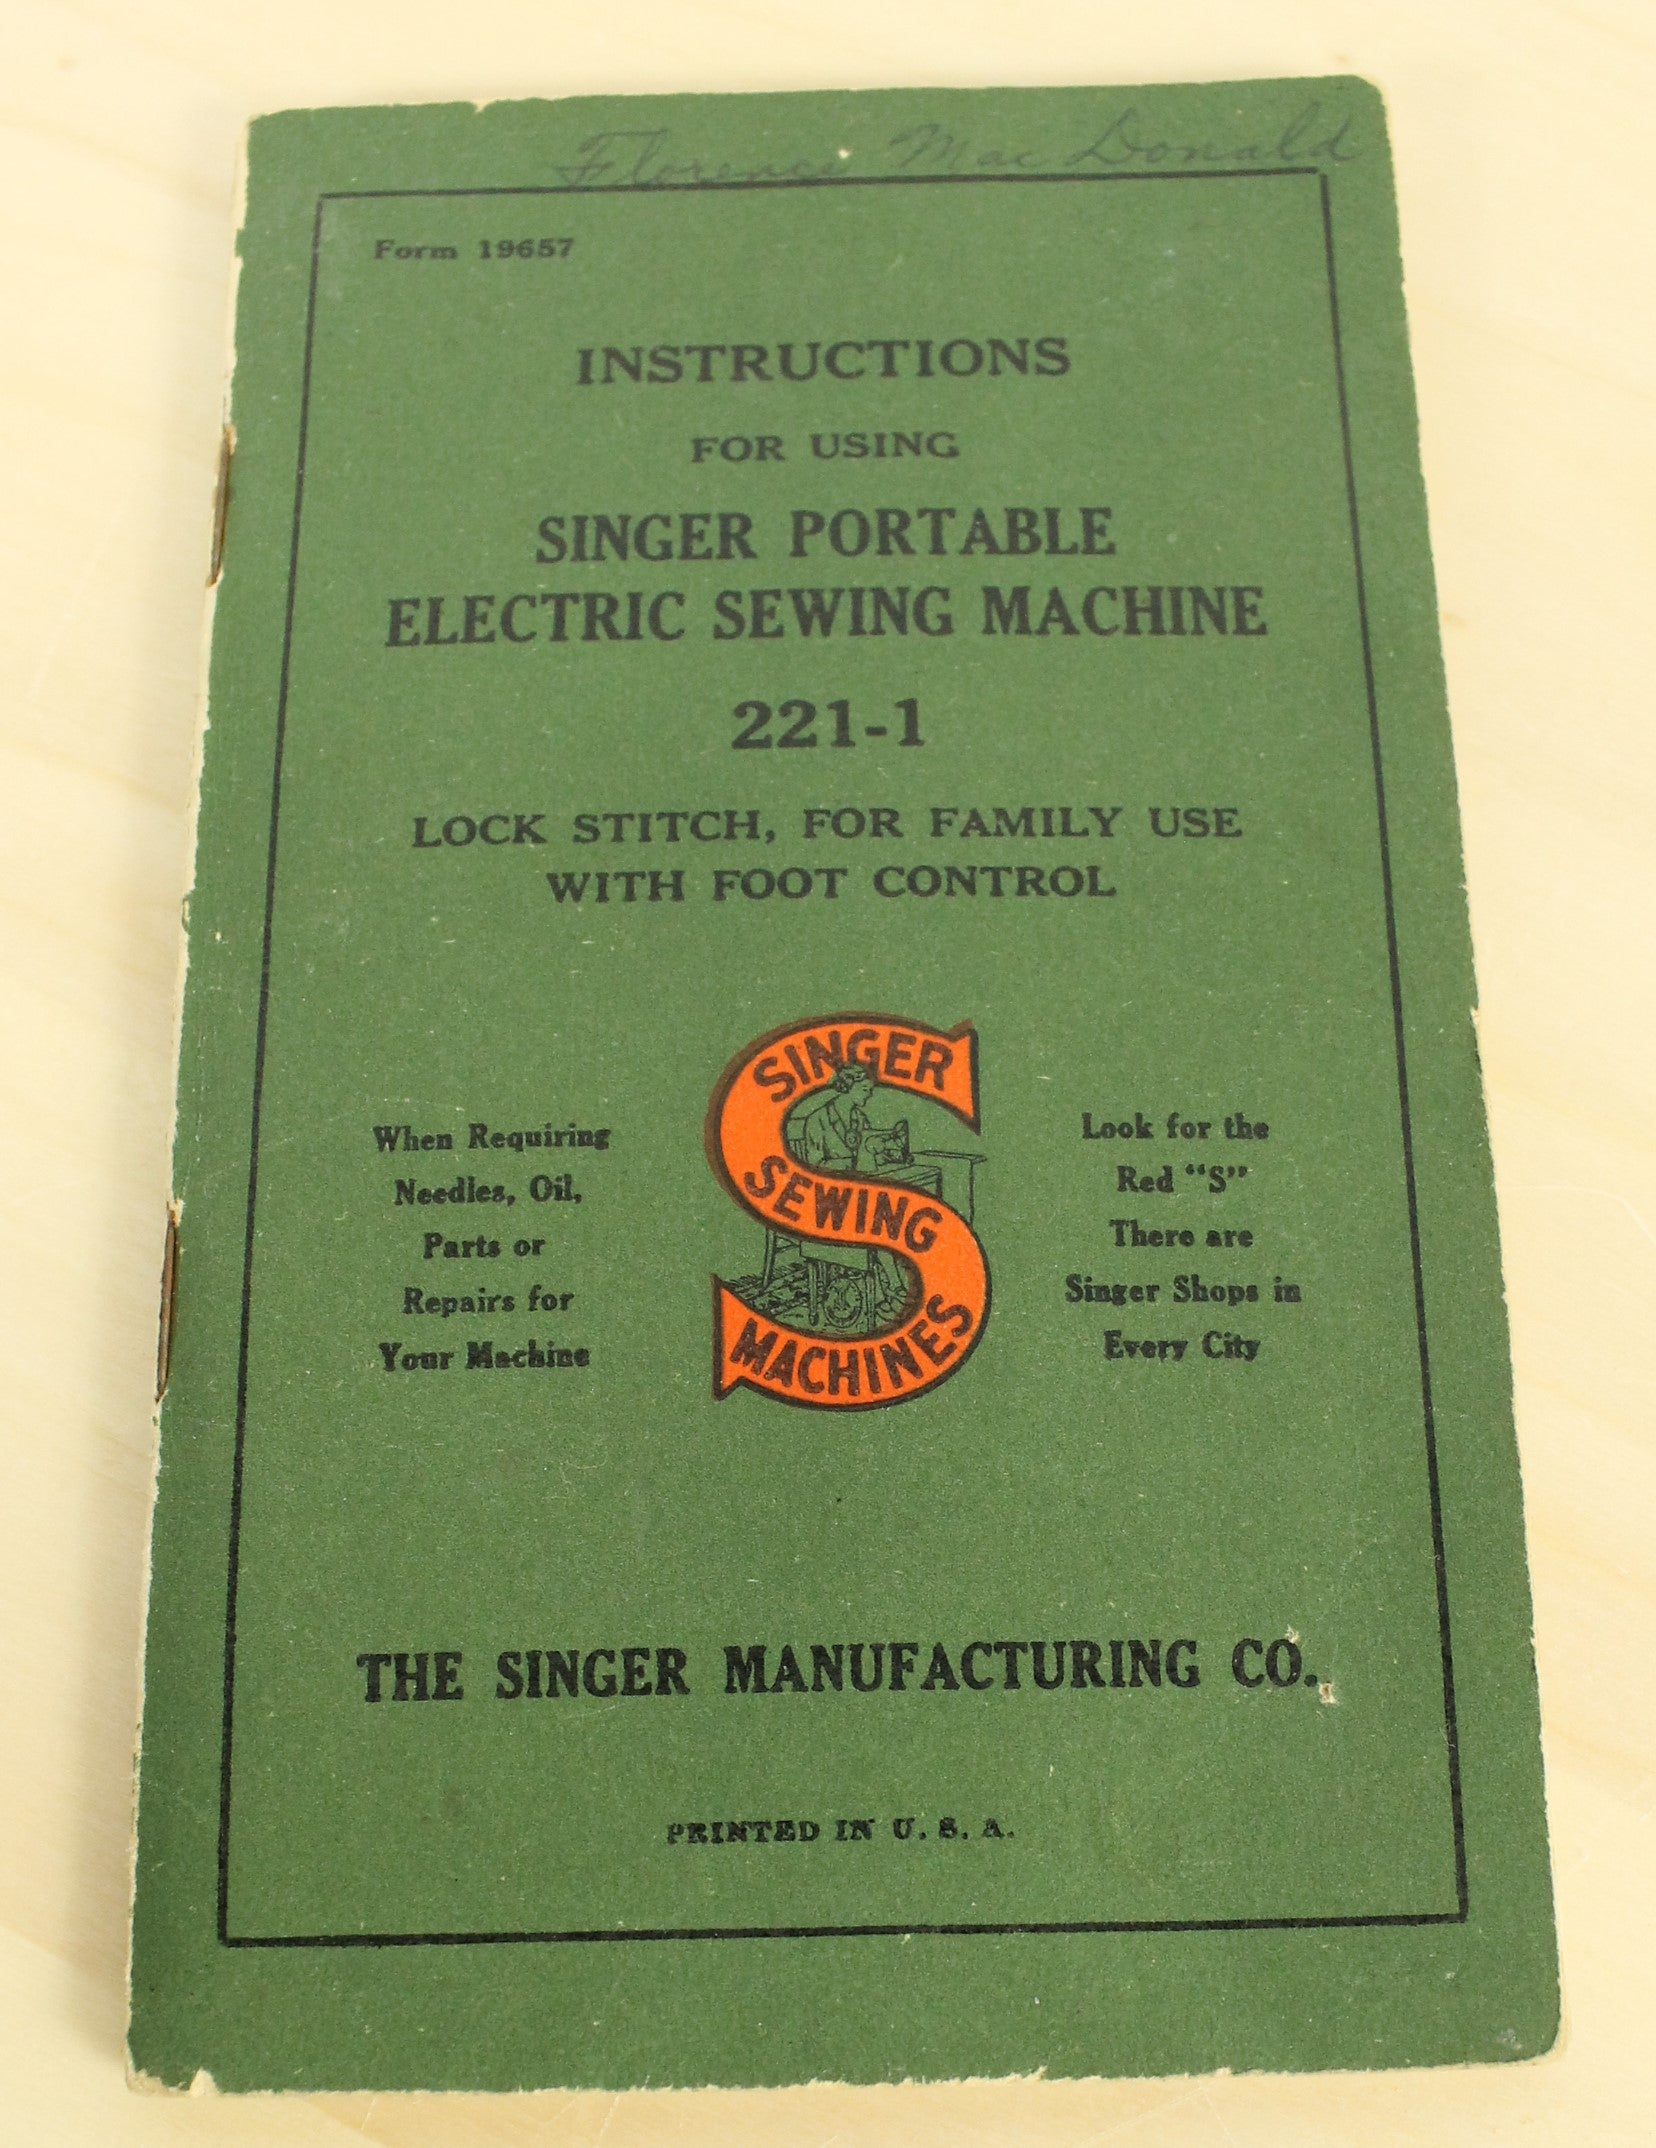 Florence MacDonald
Form 19657
INSTRUCTIONS
FOR USING
SINGER PORTABLE
ELECTRIC SEWING MACHINE
221-1
LOCK STITCH, FOR FAMILY USE
WITH FOOT CONTROL
When Requiring
Needles, Oil,
Parts or
Repairs for
Your Machine
SINGER
SEWING
MACHINES
Look for the
Red "S"
There are
Singer Shops in
Every City
THE SINGER MANUFACTURING CO.
PRINTED IN U. S. A.